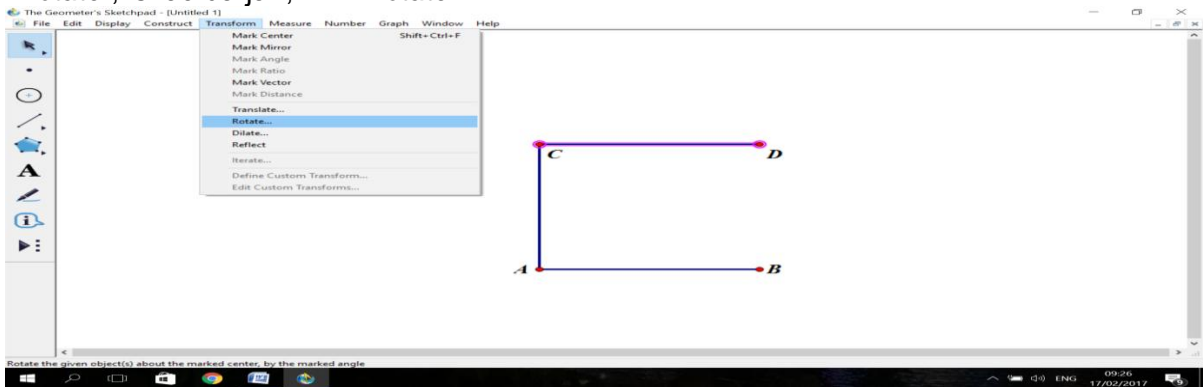 The Geometer's Sketchpad - [Untitled 1]
File Edit Display Construct Transform Measure Number Graph Window Help
Mark Center Shift+Ctrl+F
Mark Mirror
Mark Angle
Mark Ratio
Mark Vector
Mark Distance
Translate...
Rotate...
Dilate...
Reflect
Iterate...
Define Custom Transform...
Edit Custom Transforms...
C D
A B
A
Rotate the given object(s) about the marked center, by the marked angle
ENG 09:26
17/02/2017